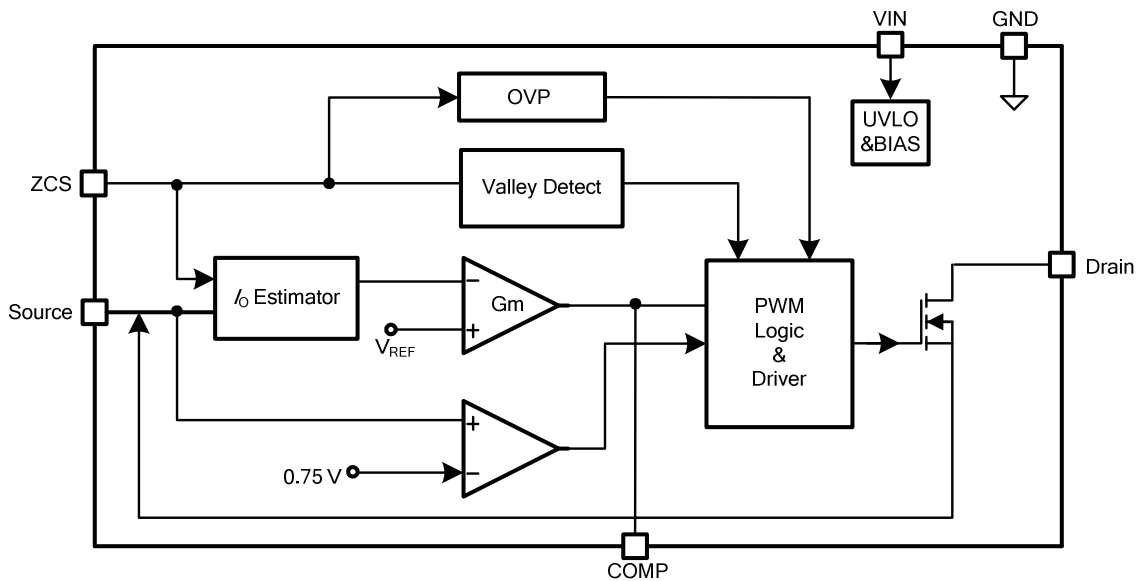 VIN
GND
OVP
UVLO
&BIAS
ZCS
Valley Detect
Source
IO Estimator
−
Gm
+
VREF
PWM
Logic
&
Driver
Drain
+
0.75 V
−
COMP